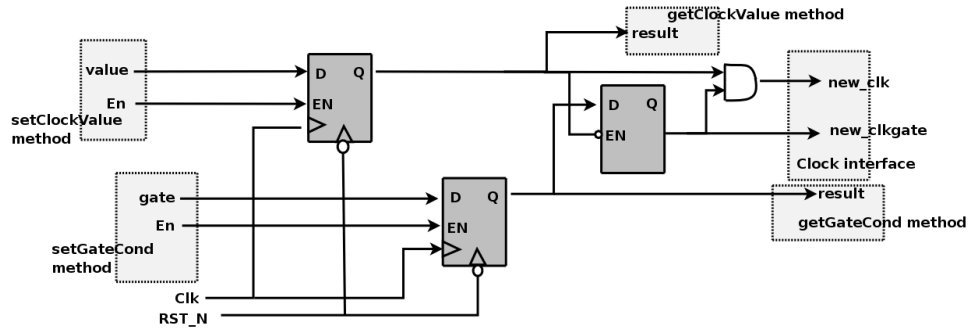 getClockValue method
result
value
En
setClockValue
method
D Q
EN
D Q
EN
new_clk
new_clkgate
Clock interface
gate
En
setGateCond
method
D Q
EN
result
getGateCond method
Clk
RST_N